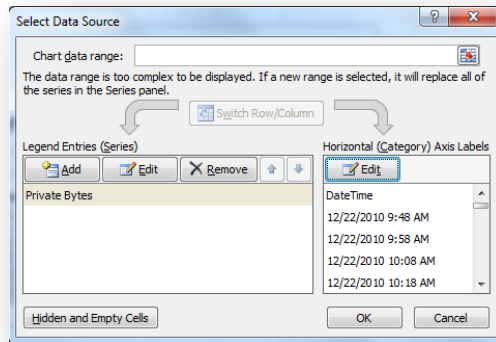 Select Data Source
Chart data range:
The data range is too complex to be displayed. If a new range is selected, it will replace all of
the series in the Series panel.
Switch Row/Column
Legend Entries (Series)
Add Edit Remove
Private Bytes
Horizontal (Category) Axis Labels
Edit
DateTime
12/22/2010 9:48 AM
12/22/2010 9:58 AM
12/22/2010 10:08 AM
12/22/2010 10:18 AM
Hidden and Empty Cells
OK Cancel